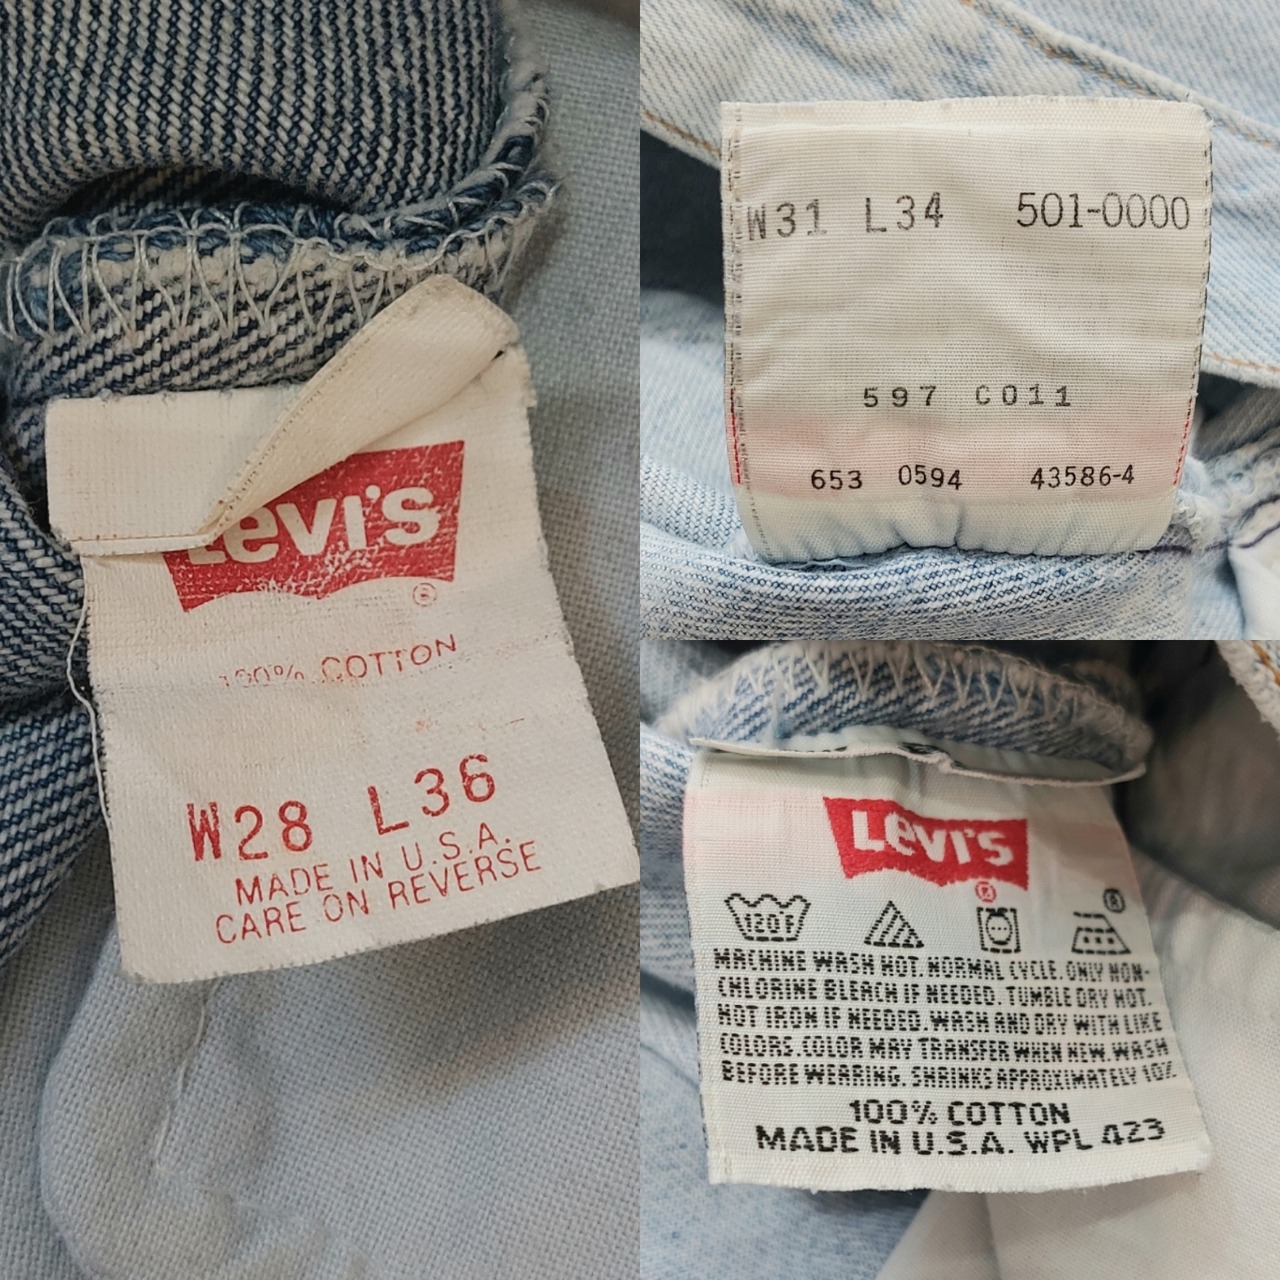 Levi's
®
100% COTTON
W28 L36
MADE IN U.S.A.
CARE ON REVERSE
W31 L34 501-0000
597 C011
653 0594 43586-4
Levi's
®
120°F
®
MACHINE WASH HOT. NORMAL CYCLE. ONLY NON-
CHLORINE BLEACH IF NEEDED. TUMBLE DRY HOT.
HOT IRON IF NEEDED. WASH AND DRY WITH LIKE
COLORS. COLOR MAY TRANSFER WHEN NEW. WASH
BEFORE WEARING. SHRINKS APPROXIMATELY 10%
100% COTTON
MADE IN U.S.A. WPL 423